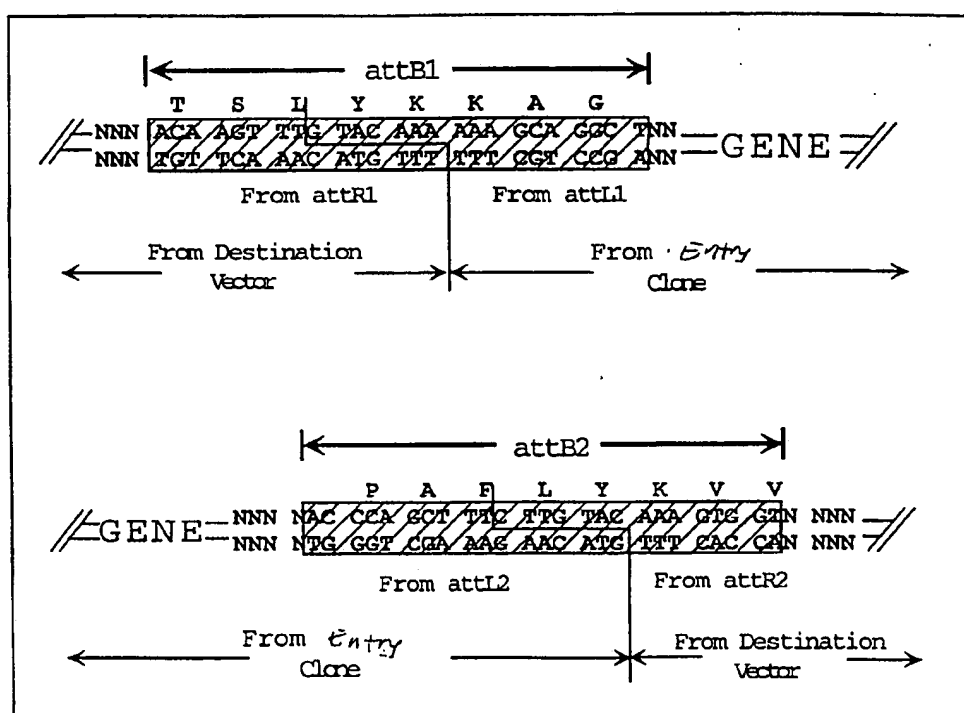 attB1
T S L Y K K A G
NNN ACA AGT TTG TACAAA AAA GCA GGC TNN GENE
NNN TGT TCA AAC ATG TTT TTT CGT CCG ANN
From attR1 From attL1
From Destination Vector From Entry Clone
attB2
P A F L Y K V V
GENE NNN NAC CCA GCT TTC TTG TAC AAA GTG GTN NNN
NNN NTG GGT CGA AAG AAC ATG TTT CAC CAN NNN
From attL2 From attR2
From Entry Clone From Destination Vector